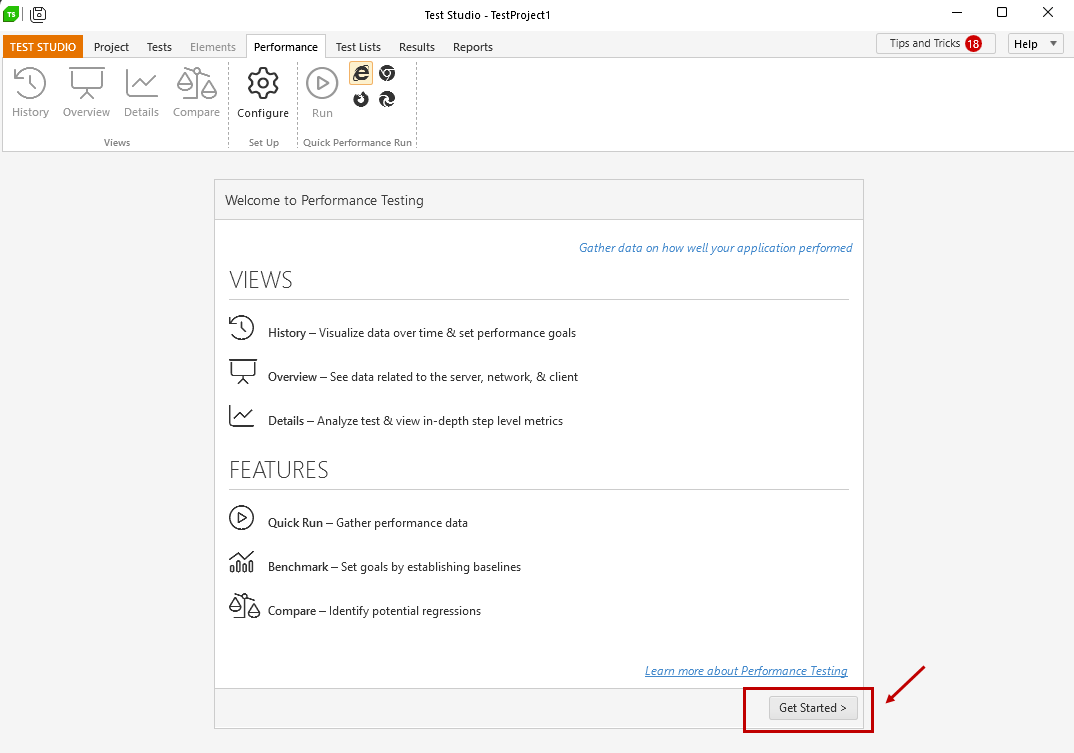 TS
Test Studio - TestProject1
TEST STUDIO Project Tests Elements Performance Test Lists Results Reports Tips and Tricks 18 Help
History Overview Details Compare Configure Run
Views Set Up Quick Performance Run
Welcome to Performance Testing
Gather data on how well your application performed
VIEWS
History – Visualize data over time & set performance goals
Overview – See data related to the server, network, & client
Details – Analyze test & view in-depth step level metrics
FEATURES
Quick Run – Gather performance data
Benchmark – Set goals by establishing baselines
Compare – Identify potential regressions
Learn more about Performance Testing
Get Started >